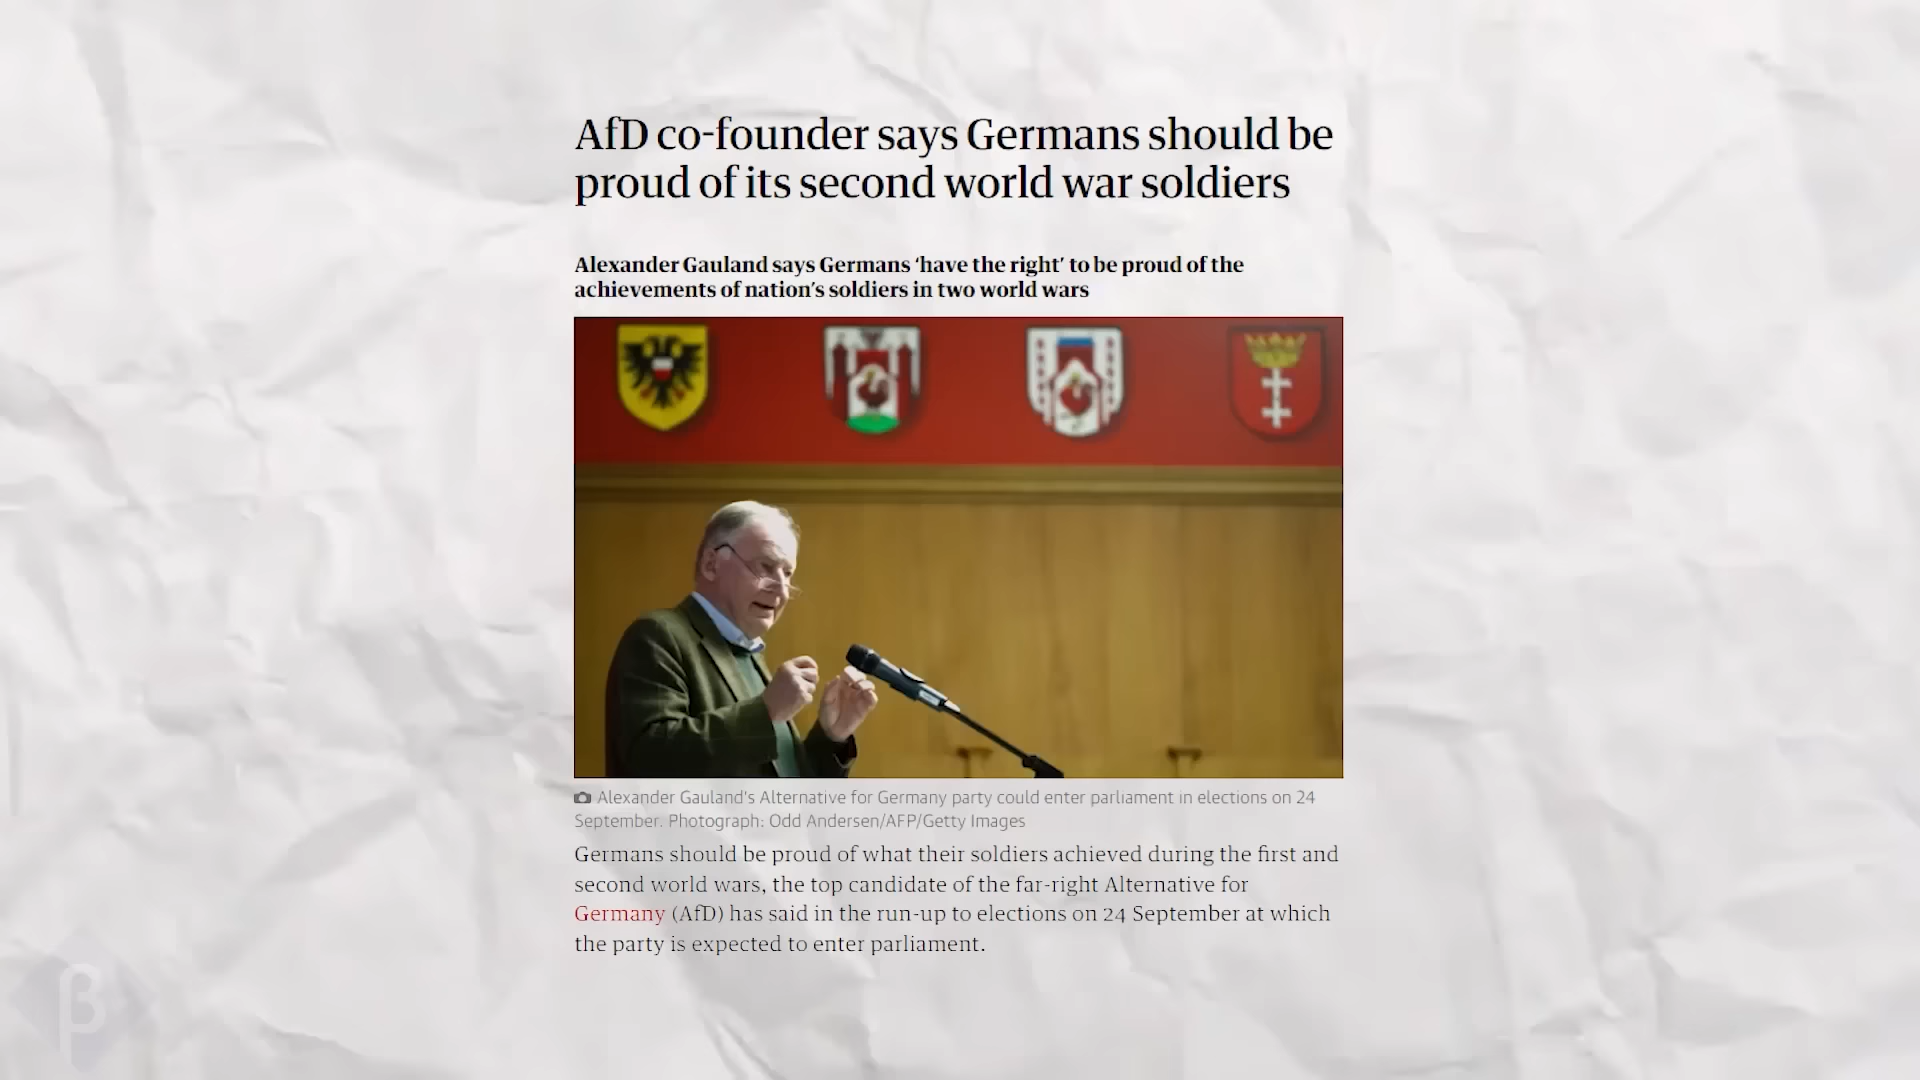 AfD co-founder says Germans should be
proud of its second world war soldiers
Alexander Gauland says Germans ‘have the right’ to be proud of the
achievements of nation’s soldiers in two world wars
Alexander Gauland's Alternative for Germany party could enter parliament in elections on 24
September. Photograph: Odd Andersen/AFP/Getty Images
Germans should be proud of what their soldiers achieved during the first and
second world wars, the top candidate of the far-right Alternative for
Germany (AfD) has said in the run-up to elections on 24 September at which
the party is expected to enter parliament.
β